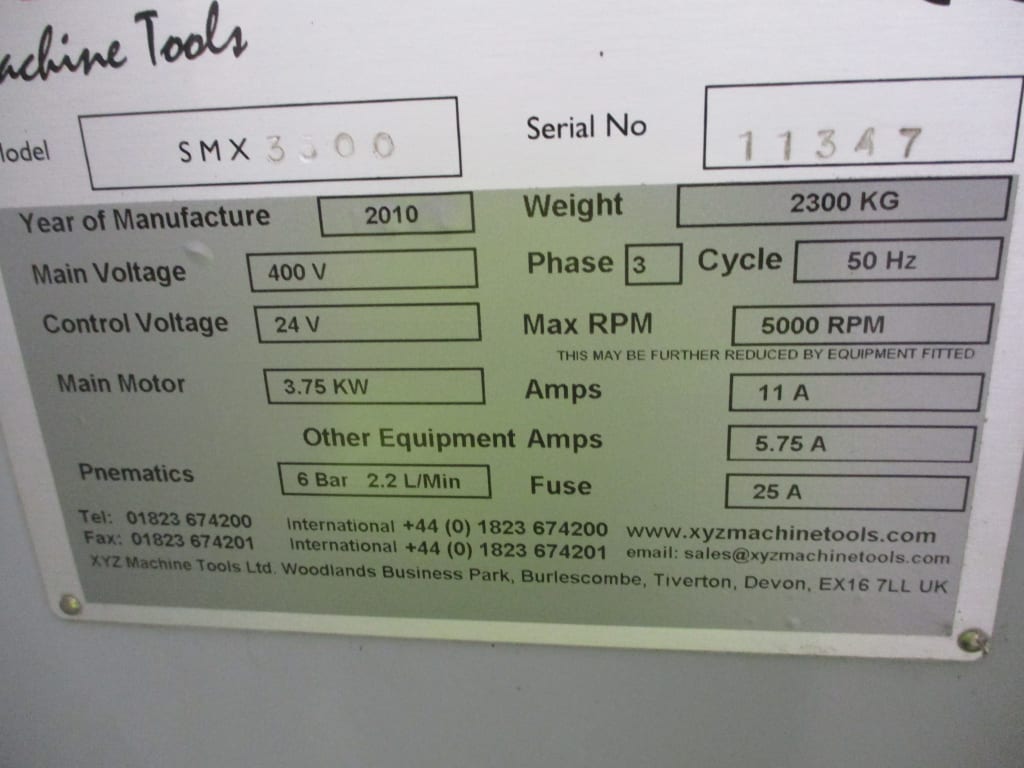 Machine Tools
Model SMX 3500 Serial No 11347
Year of Manufacture 2010 Weight 2300 KG
Main Voltage 400 V Phase 3 Cycle 50 Hz
Control Voltage 24 V Max RPM 5000 RPM
THIS MAY BE FURTHER REDUCED BY EQUIPMENT FITTED
Main Motor 3.75 KW Amps 11 A
Other Equipment Amps 5.75 A
Pnematics 6 Bar 2.2 L/Min Fuse 25 A
Tel: 01823 674200 International +44 (0) 1823 674200 www.xyzmachinetools.com
Fax: 01823 674201 International +44 (0) 1823 674201 email: sales@xyzmachinetools.com
XYZ Machine Tools Ltd. Woodlands Business Park, Burlescombe, Tiverton, Devon, EX16 7LL UK